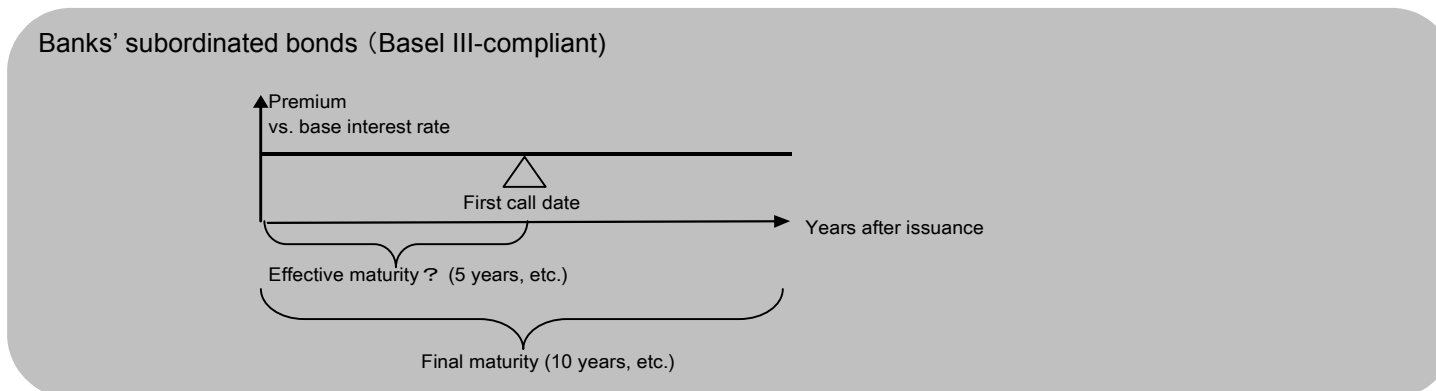 Banks’ subordinated bonds（Basel III-compliant)
Premium
vs. base interest rate
First call date
Years after issuance
Effective maturity？ (5 years, etc.)
Final maturity (10 years, etc.)